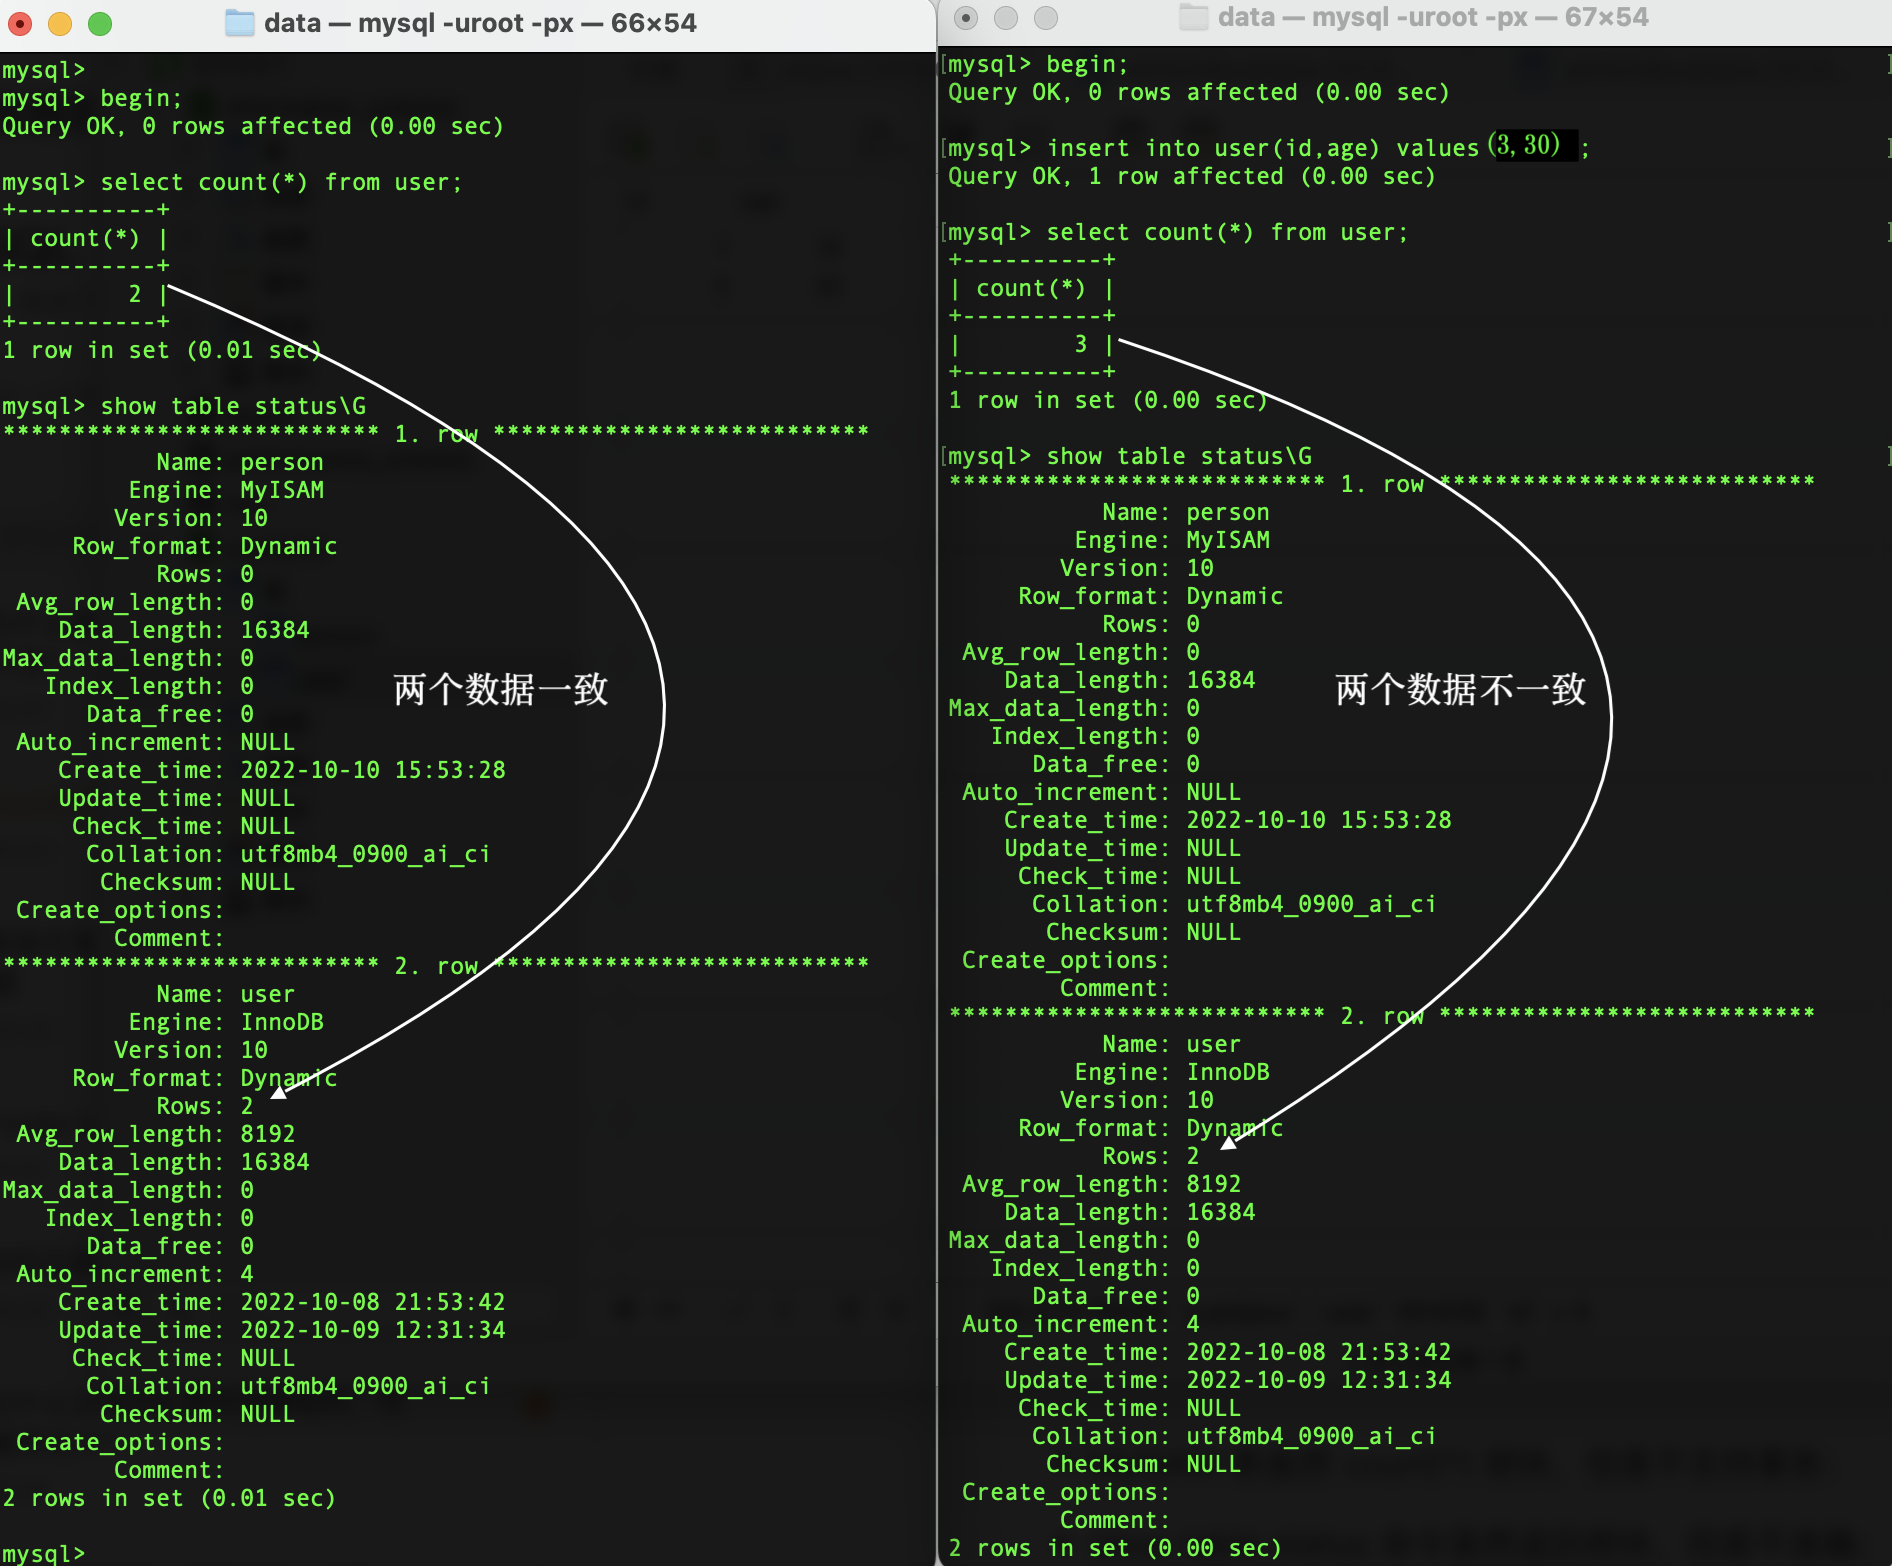 data — mysql -uroot -px — 66×54
mysql>
mysql> begin;
Query OK, 0 rows affected (0.00 sec)
mysql> select count(*) from user;
+----------+
| count(*) |
+----------+
|        2 |
+----------+
1 row in set (0.01 sec)
mysql> show table status\G
*************************** 1. row ***************************
Name: person
Engine: MyISAM
Version: 10
Row_format: Dynamic
Rows: 0
Avg_row_length: 0
Data_length: 16384
Max_data_length: 0
Index_length: 0
Data_free: 0
Auto_increment: NULL
Create_time: 2022-10-10 15:53:28
Update_time: NULL
Check_time: NULL
Collation: utf8mb4_0900_ai_ci
Checksum: NULL
Create_options:
Comment:
*************************** 2. row ***************************
Name: user
Engine: InnoDB
Version: 10
Row_format: Dynamic
Rows: 2
Avg_row_length: 8192
Data_length: 16384
Max_data_length: 0
Index_length: 0
Data_free: 0
Auto_increment: 4
Create_time: 2022-10-08 21:53:42
Update_time: 2022-10-09 12:31:34
Check_time: NULL
Collation: utf8mb4_0900_ai_ci
Checksum: NULL
Create_options:
Comment:
2 rows in set (0.01 sec)
mysql>
两个数据一致
data — mysql -uroot -px — 67×54
[mysql> begin; ]
Query OK, 0 rows affected (0.00 sec)
[mysql> insert into user(id,age) values(3,30) ; ]
Query OK, 1 row affected (0.00 sec)
[mysql> select count(*) from user; ]
+----------+
| count(*) |
+----------+
|        3 |
+----------+
1 row in set (0.00 sec)
[mysql> show table status\G ]
*************************** 1. row ***************************
Name: person
Engine: MyISAM
Version: 10
Row_format: Dynamic
Rows: 0
Avg_row_length: 0
Data_length: 16384
Max_data_length: 0
Index_length: 0
Data_free: 0
Auto_increment: NULL
Create_time: 2022-10-10 15:53:28
Update_time: NULL
Check_time: NULL
Collation: utf8mb4_0900_ai_ci
Checksum: NULL
Create_options:
Comment:
*************************** 2. row ***************************
Name: user
Engine: InnoDB
Version: 10
Row_format: Dynamic
Rows: 2
Avg_row_length: 8192
Data_length: 16384
Max_data_length: 0
Index_length: 0
Data_free: 0
Auto_increment: 4
Create_time: 2022-10-08 21:53:42
Update_time: 2022-10-09 12:31:34
Check_time: NULL
Collation: utf8mb4_0900_ai_ci
Checksum: NULL
Create_options:
Comment:
2 rows in set (0.00 sec)
两个数据不一致